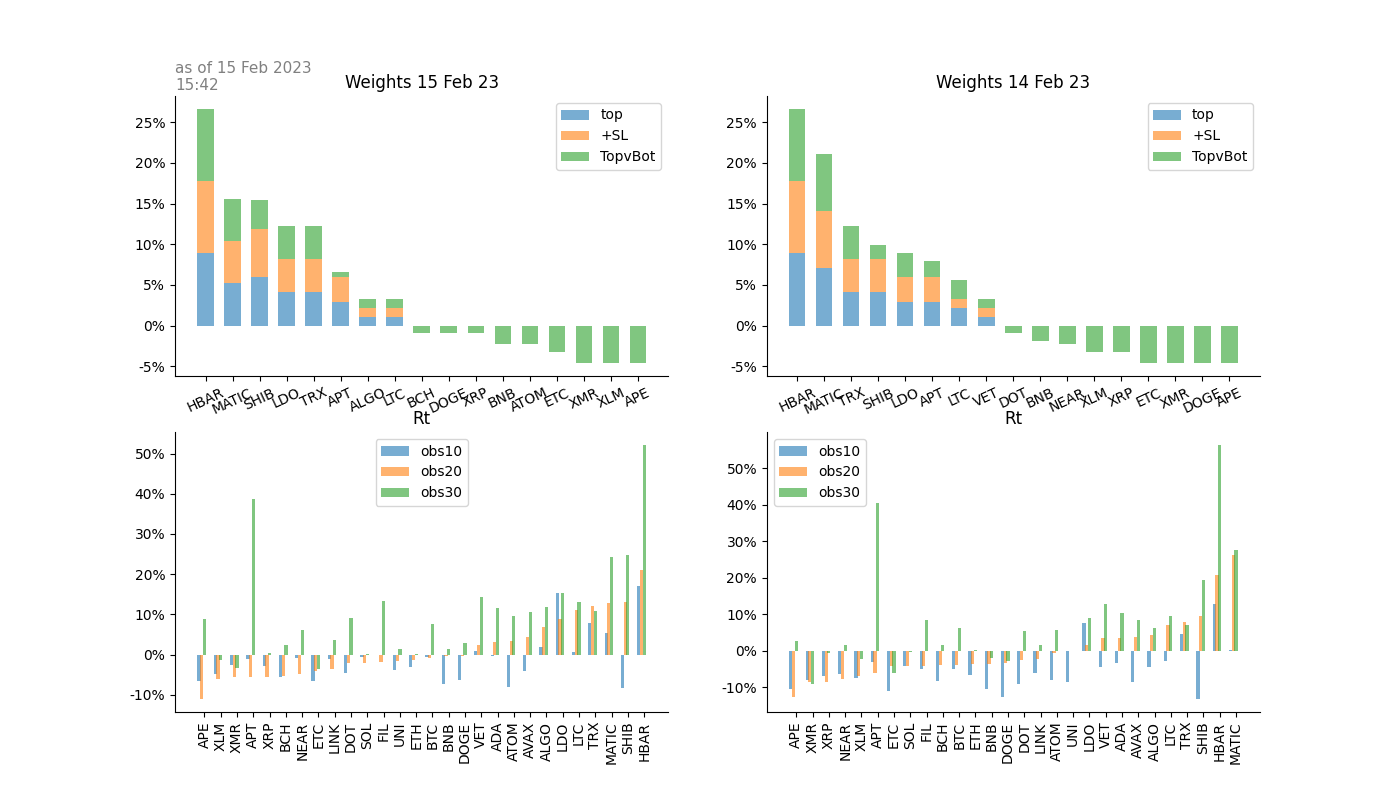 as of 15 Feb 2023
15:42
Weights 15 Feb 23
25%
20%
15%
10%
5%
0%
-5%
top
+SL
TopvBot
HBAR MATIC SHIB LDO TRX APT ALGO LTC BCH DOGE XRP BNB ATOM ETC XMR XLM APE
Weights 14 Feb 23
25%
20%
15%
10%
5%
0%
-5%
top
+SL
TopvBot
HBAR MATIC TRX SHIB LDO APT LTC VET DOT BNB NEAR XLM XRP ETC XMR DOGE APE
Rt
50%
40%
30%
20%
10%
0%
-10%
obs10
obs20
obs30
APE XLM XMR APT XRP BCH NEAR ETC LINK DOT SOL FIL UNI ETH BTC BNB DOGE VET ADA ATOM AVAX ALGO LDO LTC TRX MATIC SHIB HBAR
Rt
50%
40%
30%
20%
10%
0%
-10%
obs10
obs20
obs30
APE XMR XRP NEAR XLM APT ETC SOL FIL BCH BTC ETH BNB DOGE DOT LINK ATOM UNI LDO VET ADA AVAX ALGO LTC TRX SHIB HBAR MATIC